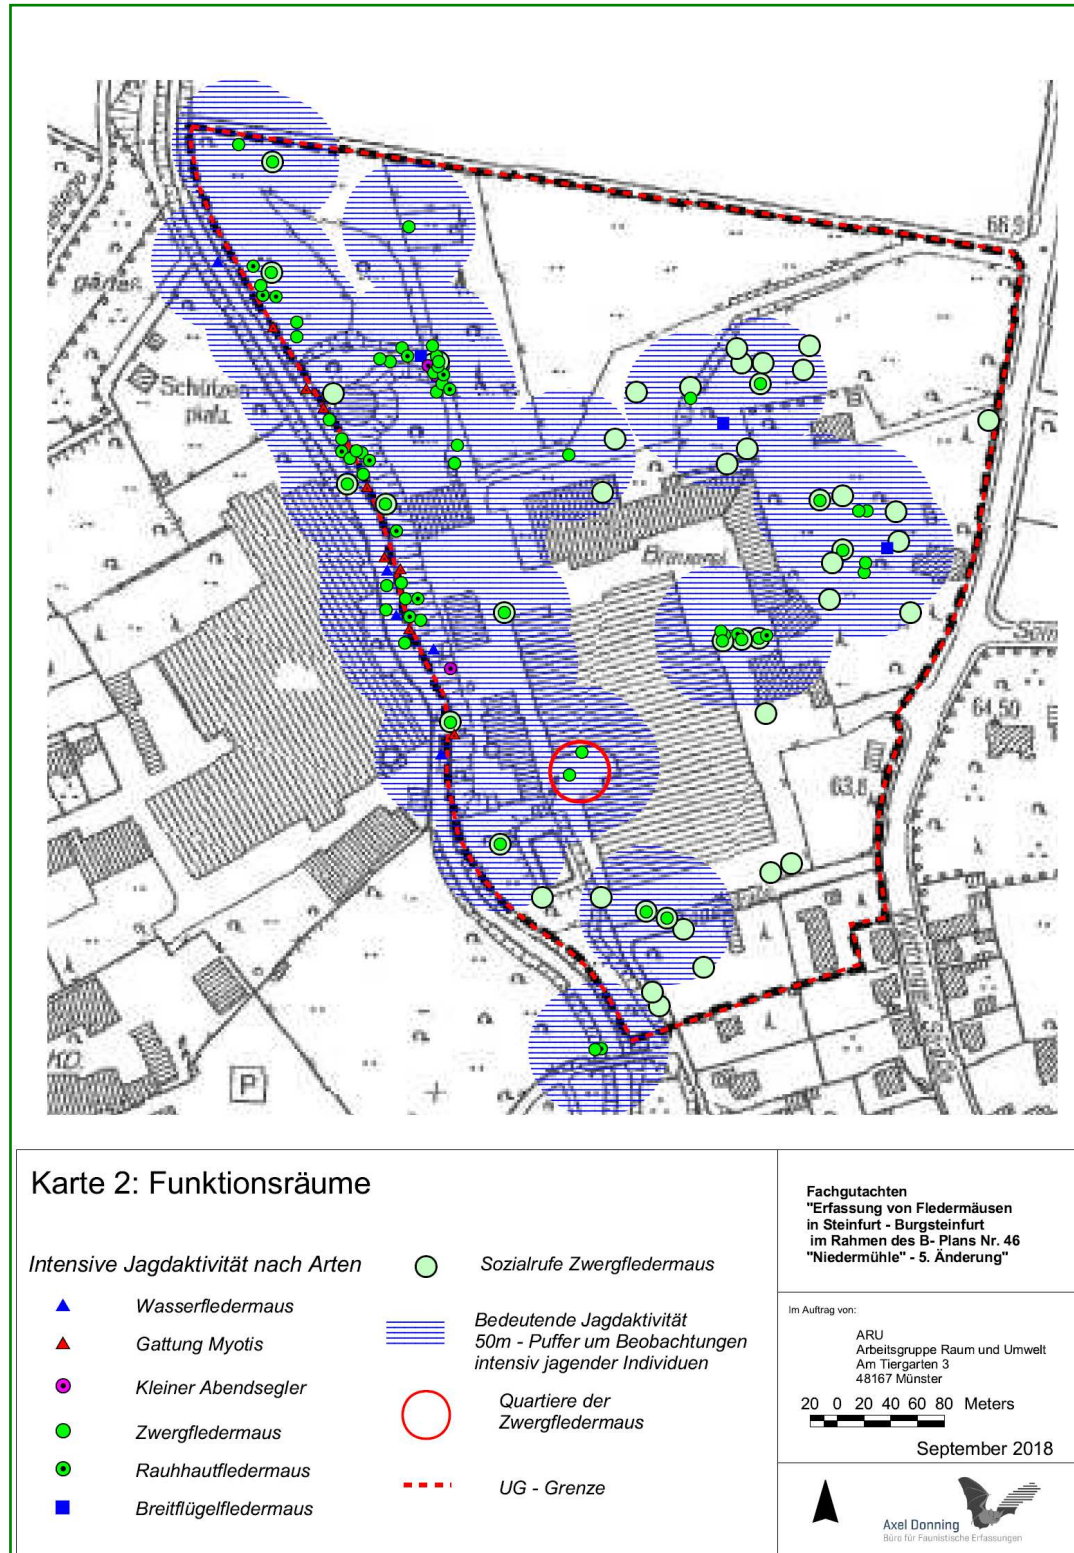 66,9
Schützen
platz
Brauerei
64,50
63,6
P
Karte 2: Funktionsräume
Intensive Jagdaktivität nach Arten
Wasserfledermaus
Gattung Myotis
Kleiner Abendsegler
Zwergfledermaus
Rauhhautfledermaus
Breitflügelfledermaus
Sozialrufe Zwergfledermaus
Bedeutende Jagdaktivität
50m - Puffer um Beobachtungen
intensiv jagender Individuen
Quartiere der
Zwergfledermaus
UG - Grenze
Fachgutachten
"Erfassung von Fledermäusen
in Steinfurt - Burgsteinfurt
im Rahmen des B- Plans Nr. 46
"Niedermühle" - 5. Änderung"
Im Auftrag von:
ARU
Arbeitsgruppe Raum und Umwelt
Am Tiergarten 3
48167 Münster
20 0 20 40 60 80 Meters
September 2018
Axel Donning
Büro für Faunistische Erfassungen